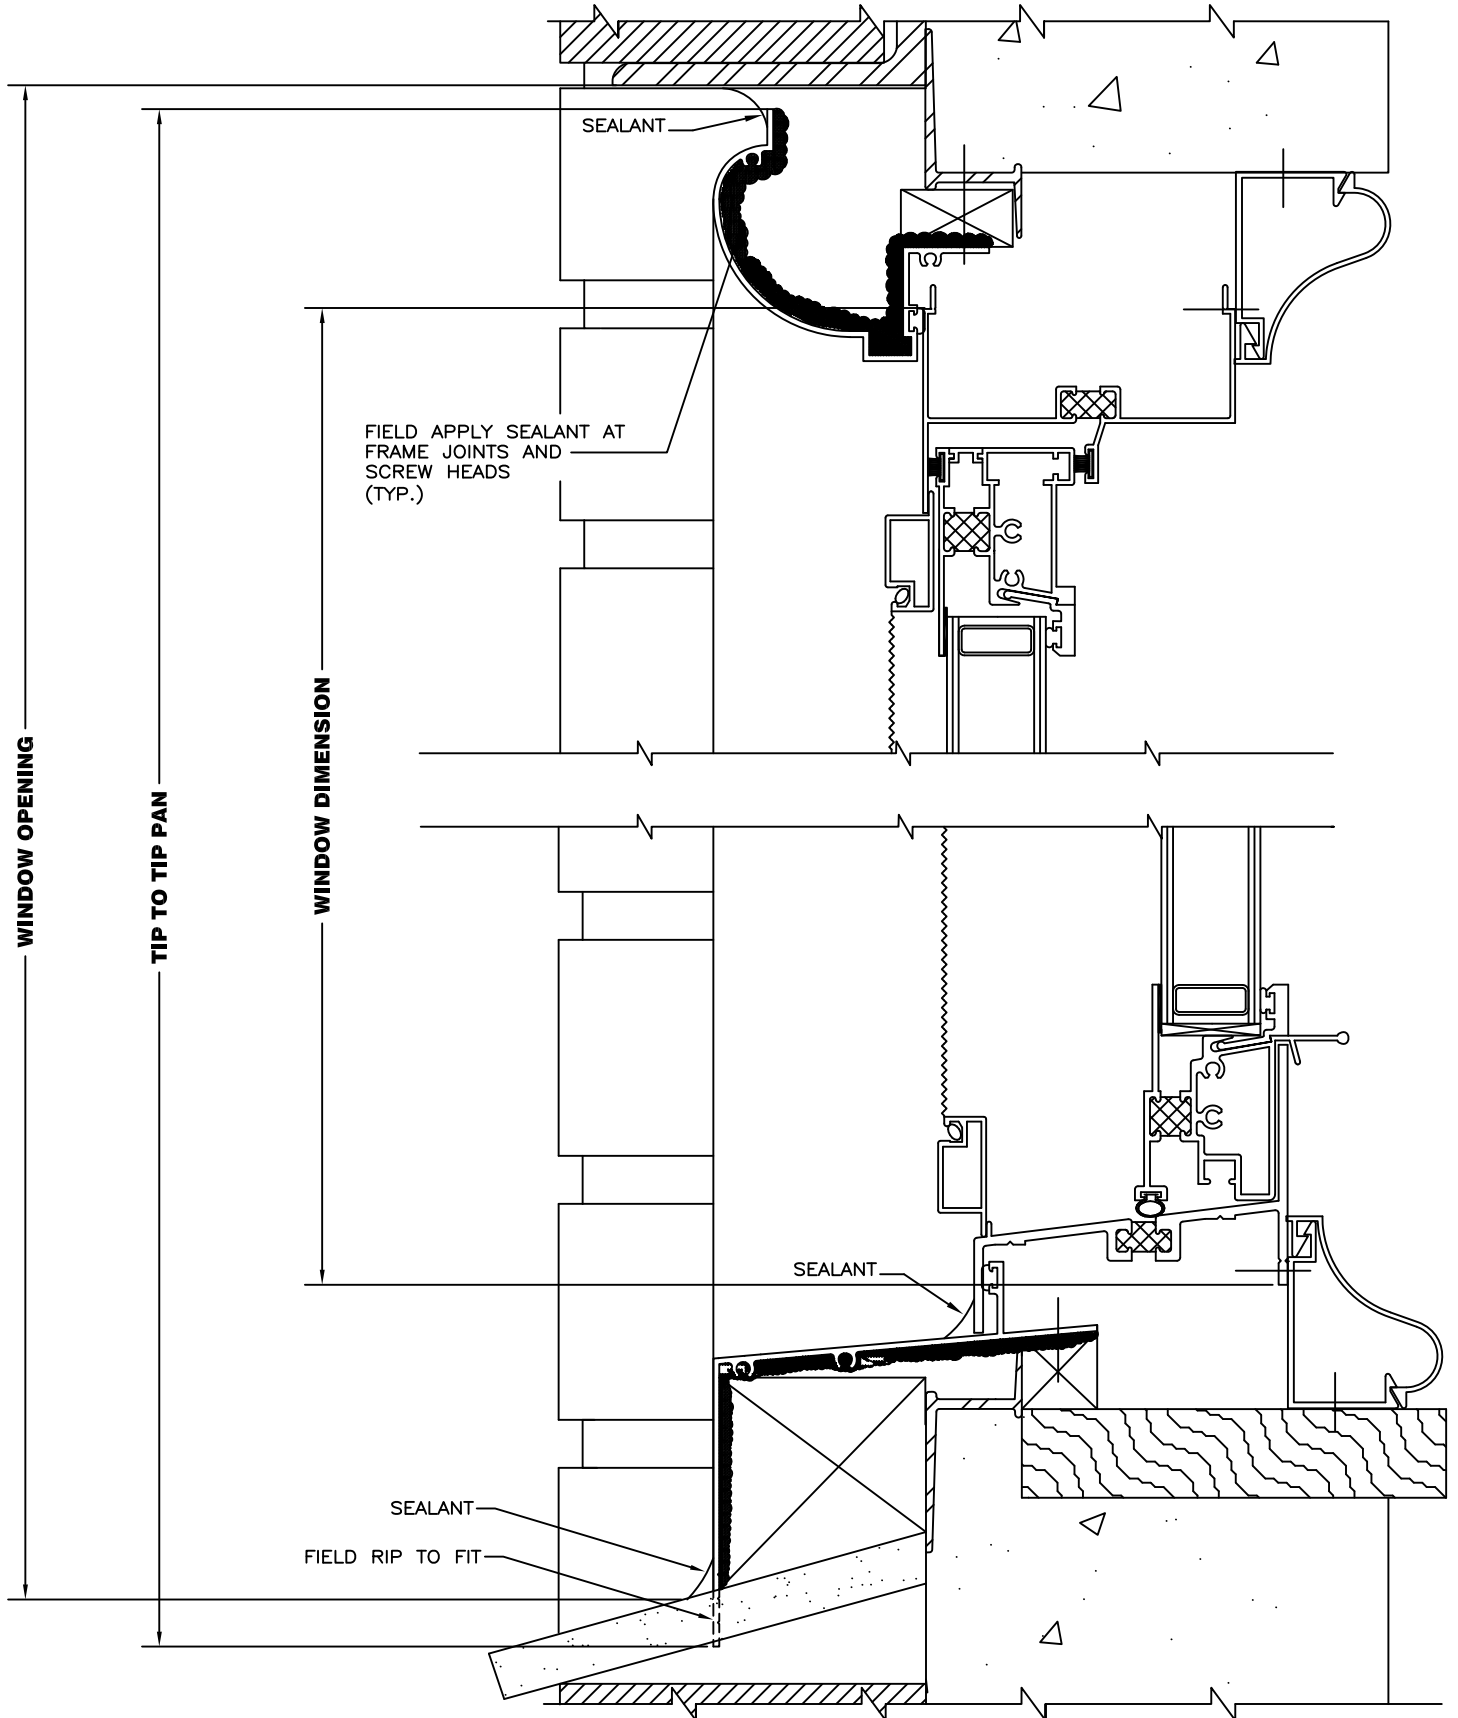 SEALANT
FIELD APPLY SEALANT AT
FRAME JOINTS AND
SCREW HEADS
(TYP.)
WINDOW OPENING
TIP TO TIP PAN
WINDOW DIMENSION
SEALANT
SEALANT
FIELD RIP TO FIT